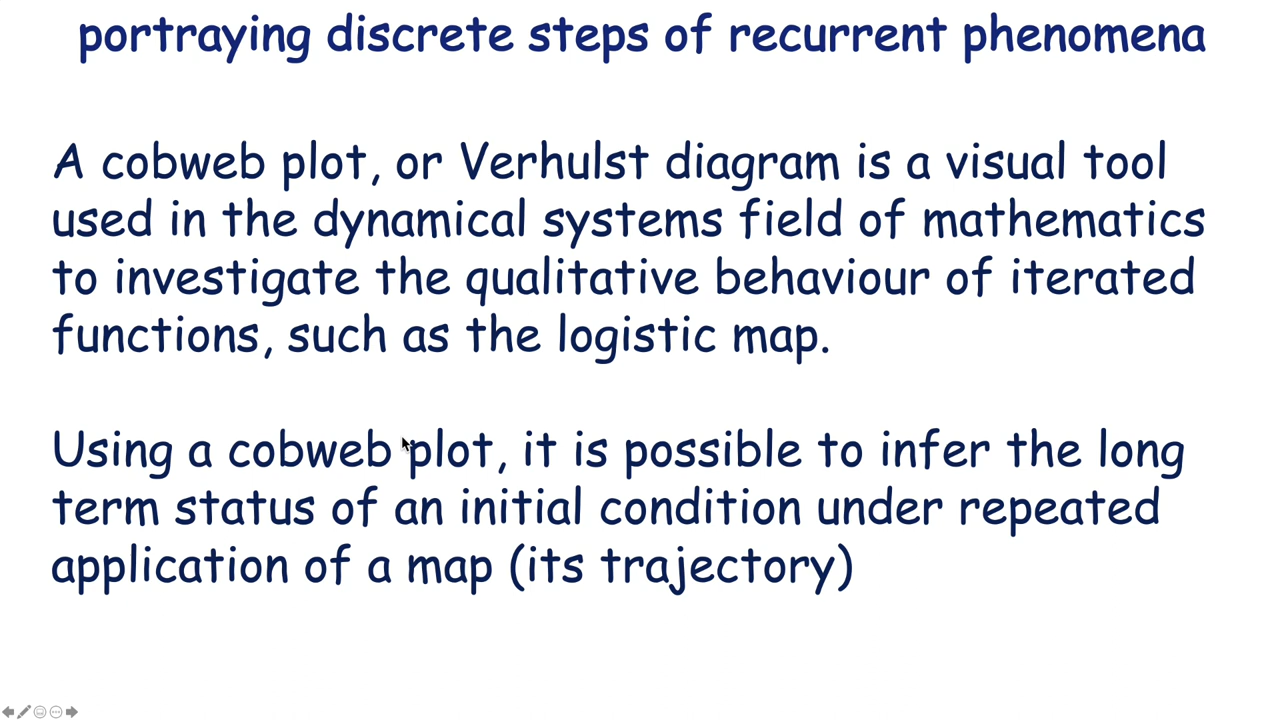 portraying discrete steps of recurrent phenomena
A cobweb plot, or Verhulst diagram is a visual tool
used in the dynamical systems field of mathematics
to investigate the qualitative behaviour of iterated
functions, such as the logistic map.
Using a cobweb plot, it is possible to infer the long
term status of an initial condition under repeated
application of a map (its trajectory)